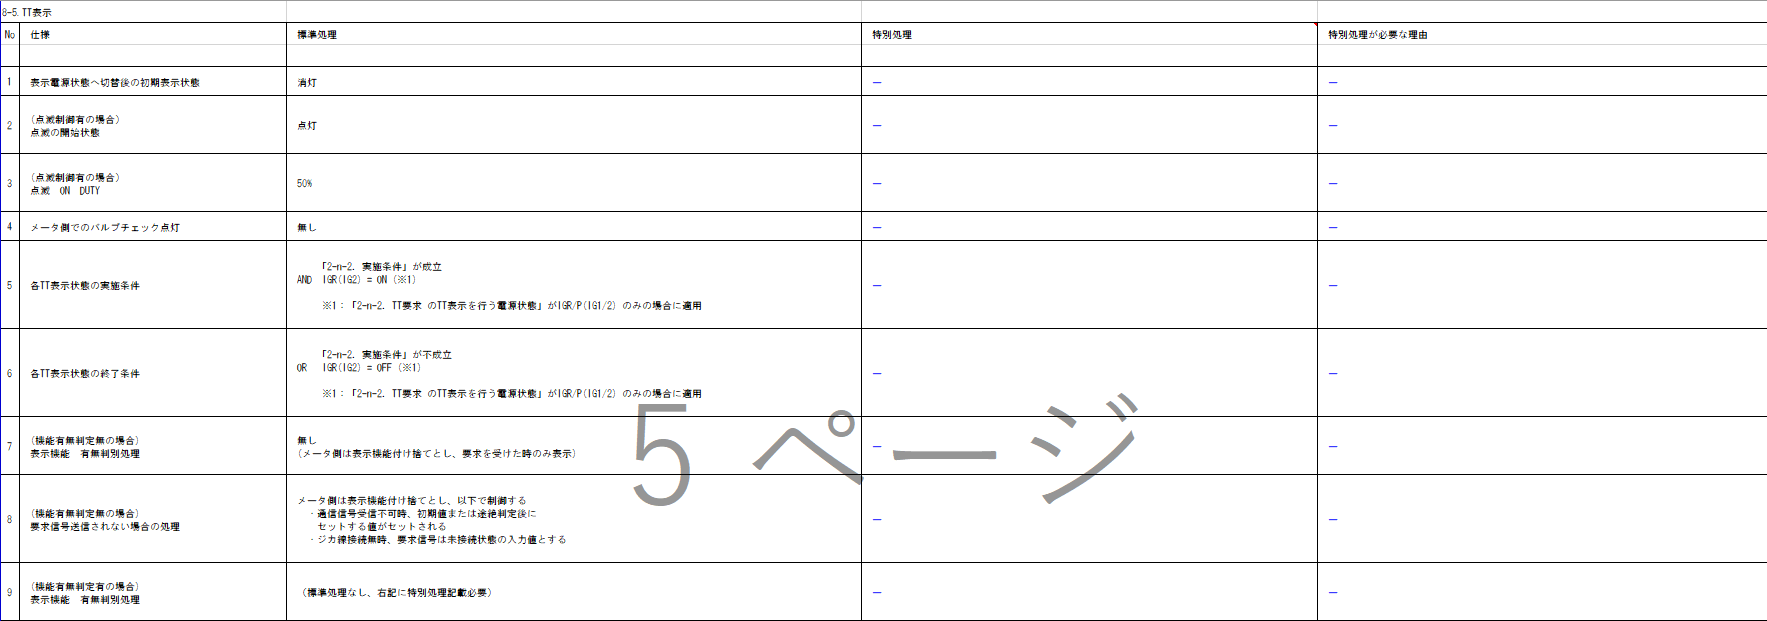 8-5.TT表示
No 仕様 標準処理 特別処理 特別処理が必要な理由
1 表示電源状態へ切替後の初期表示状態 消灯 － －
2 (点滅制御有の場合)
点滅の開始状態 点灯 － －
3 (点滅制御有の場合)
点滅　ON　DUTY 50% － －
4 メータ側でのバルブチェック点灯 無し － －
5 各TT表示状態の実施条件 「2-n-2. 実施条件」が成立
AND IGR(IG2) = ON (※1)
※1：「2-n-2. TT要求 のTT表示を行う電源状態」がIGR/P(IG1/2) のみの場合に適用 － －
6 各TT表示状態の終了条件 「2-n-2. 実施条件」が不成立
OR IGR(IG2) = OFF (※1)
※1：「2-n-2. TT要求 のTT表示を行う電源状態」がIGR/P(IG1/2) のみの場合に適用 － －
7 (機能有無判定無の場合)
表示機能　有無判別処理 無し
(メータ側は表示機能付け捨てとし、要求を受けた時のみ表示) － －
8 (機能有無判定無の場合)
要求信号送信されない場合の処理 メータ側は表示機能付け捨てとし、以下で制御する
・通信信号受信不可時、初期値または途絶判定後に
セットする値がセットされる
・ジカ線接続無時、要求信号は未接続状態の入力値とする － －
9 (機能有無判定有の場合)
表示機能　有無判別処理 (標準処理なし、右記に特別処理記載必要) － －
5 ページ